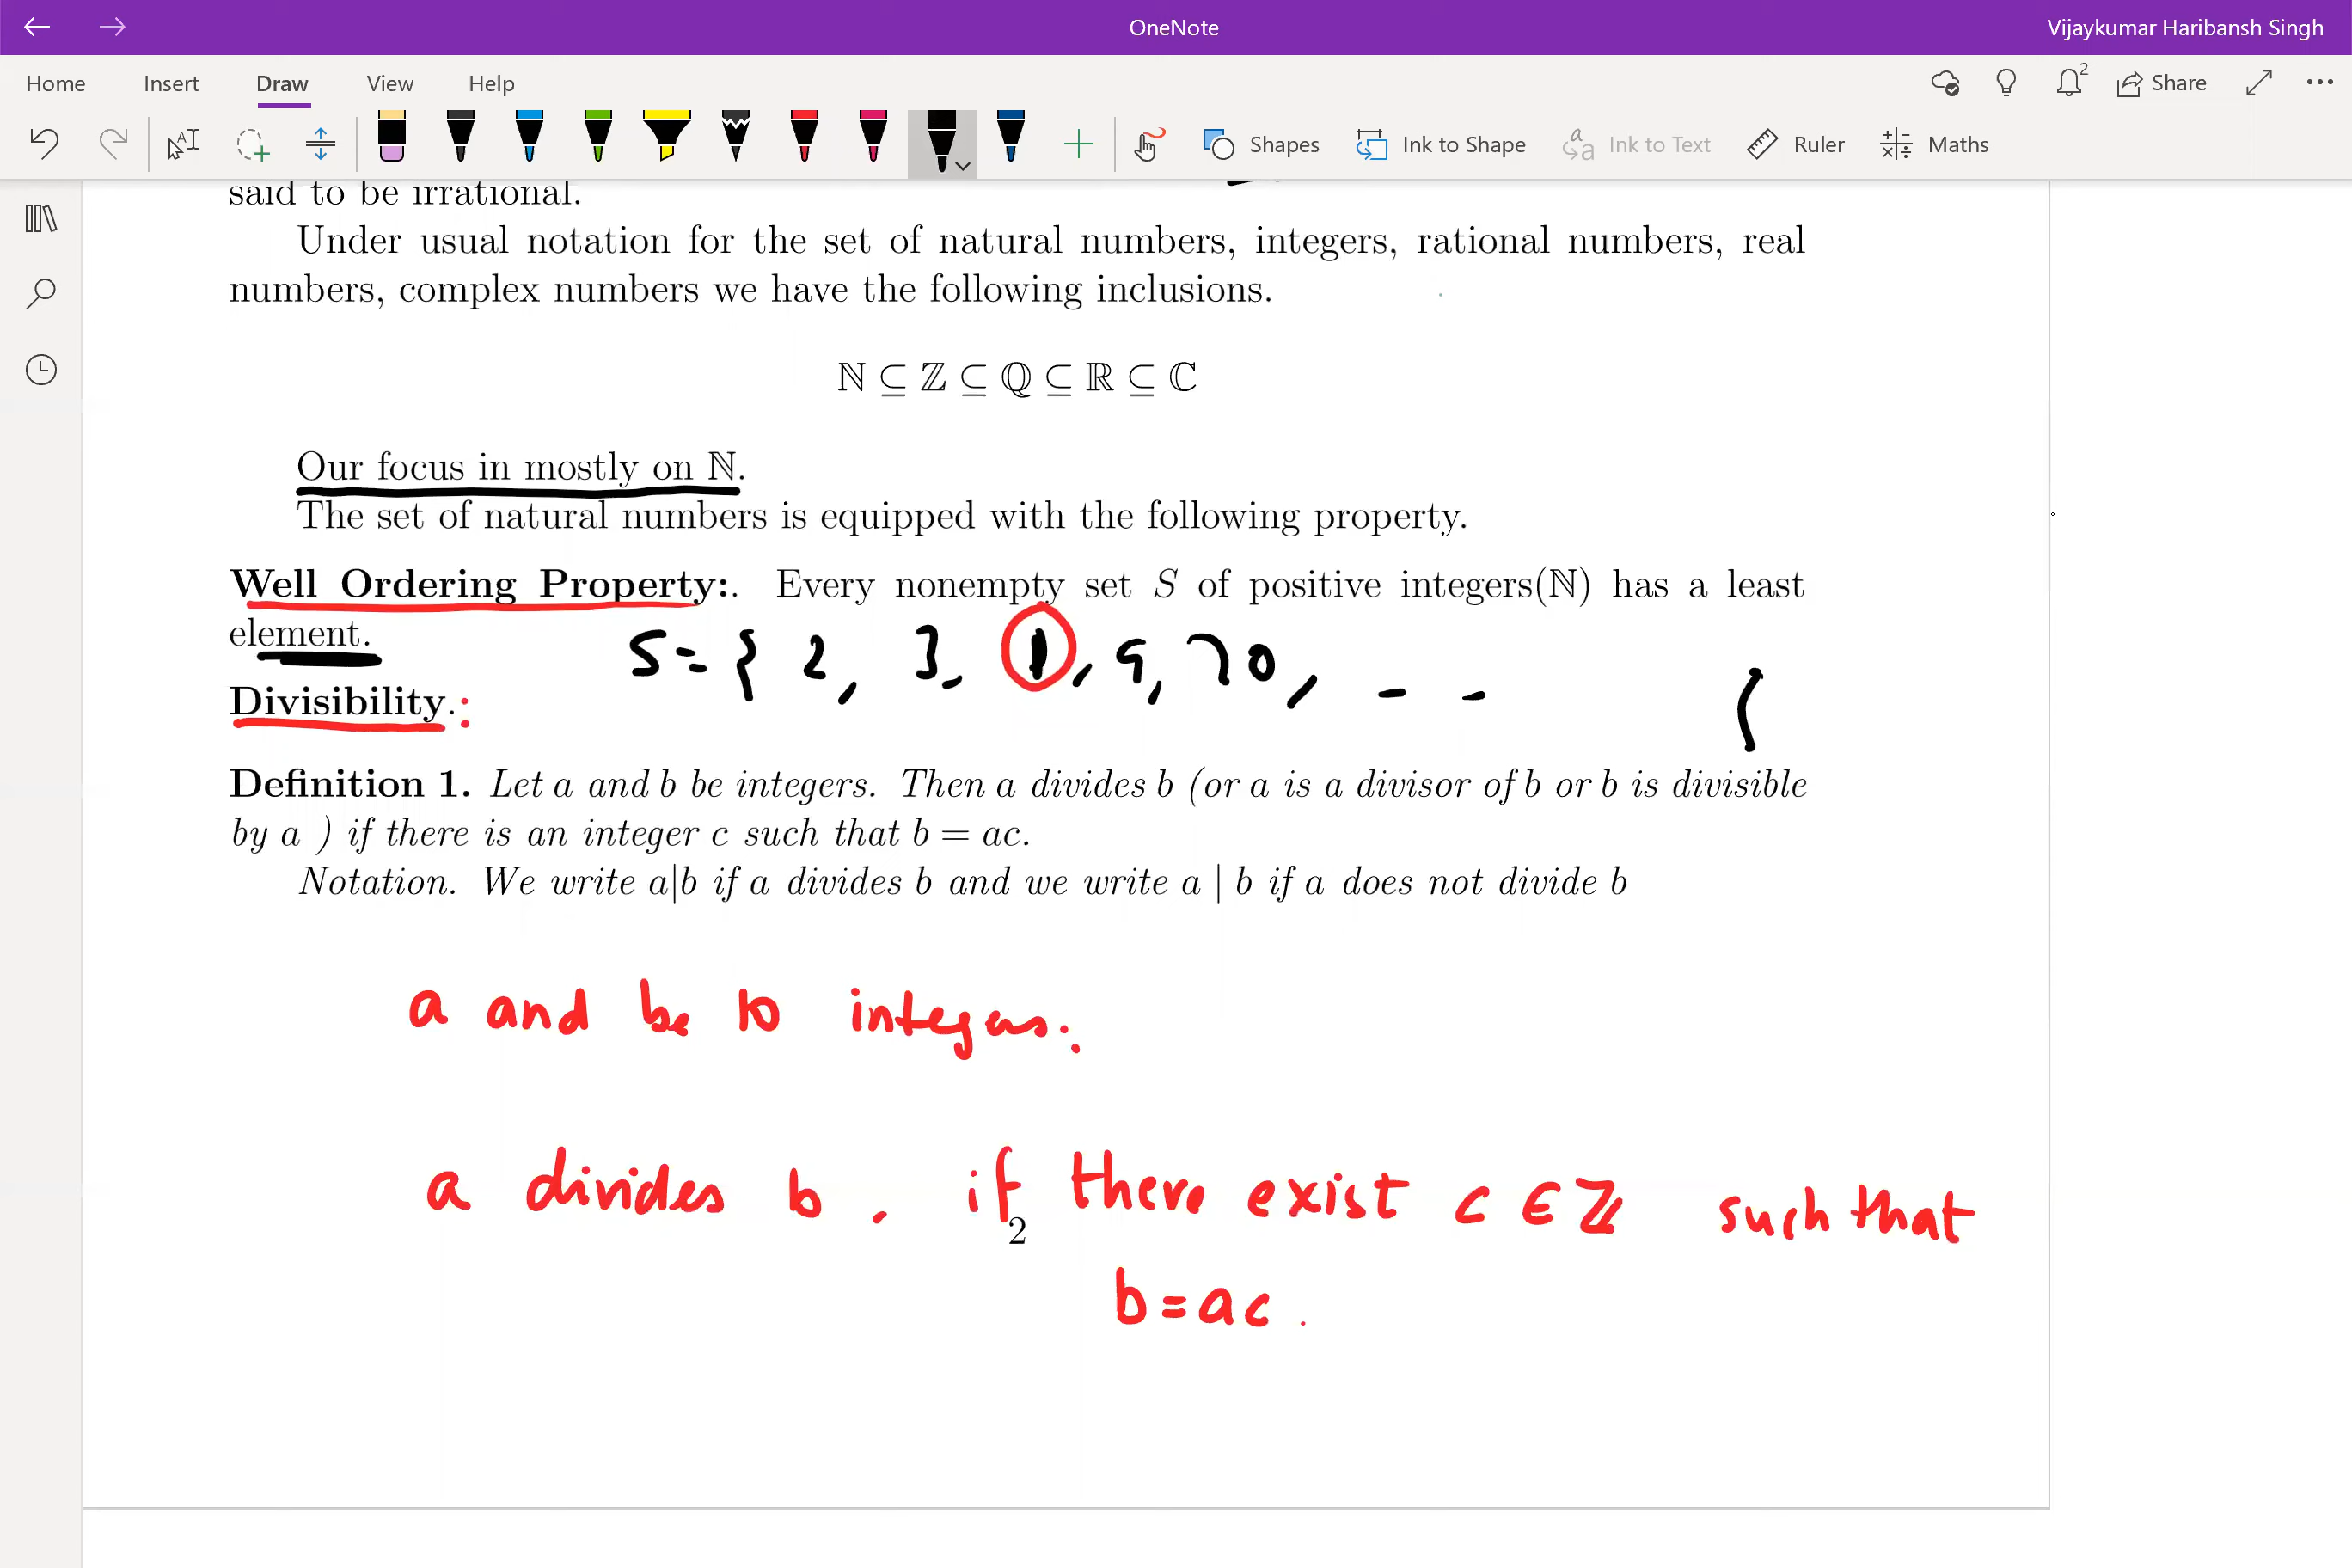 OneNote
Vijaykumar Haribansh Singh
Home Insert Draw View Help
2 Share
Shapes Ink to Shape Ink to Text Ruler Maths
said to be irrational.
Under usual notation for the set of natural numbers, integers, rational numbers, real
numbers, complex numbers we have the following inclusions.
ℕ ⊆ ℤ ⊆ ℚ ⊆ ℝ ⊆ ℂ
Our focus in mostly on ℕ.
The set of natural numbers is equipped with the following property.
Well Ordering Property:. Every nonempty set S of positive integers(ℕ) has a least
element.
S = { 2, 3, 1, 9, 70, - -
Divisibility.:
Definition 1. Let a and b be integers. Then a divides b (or a is a divisor of b or b is divisible
by a ) if there is an integer c such that b = ac.
Notation. We write a|b if a divides b and we write a | b if a does not divide b
a and be to integers.
a divides b, if there exist c ∈ ℤ such that
2
b = ac.